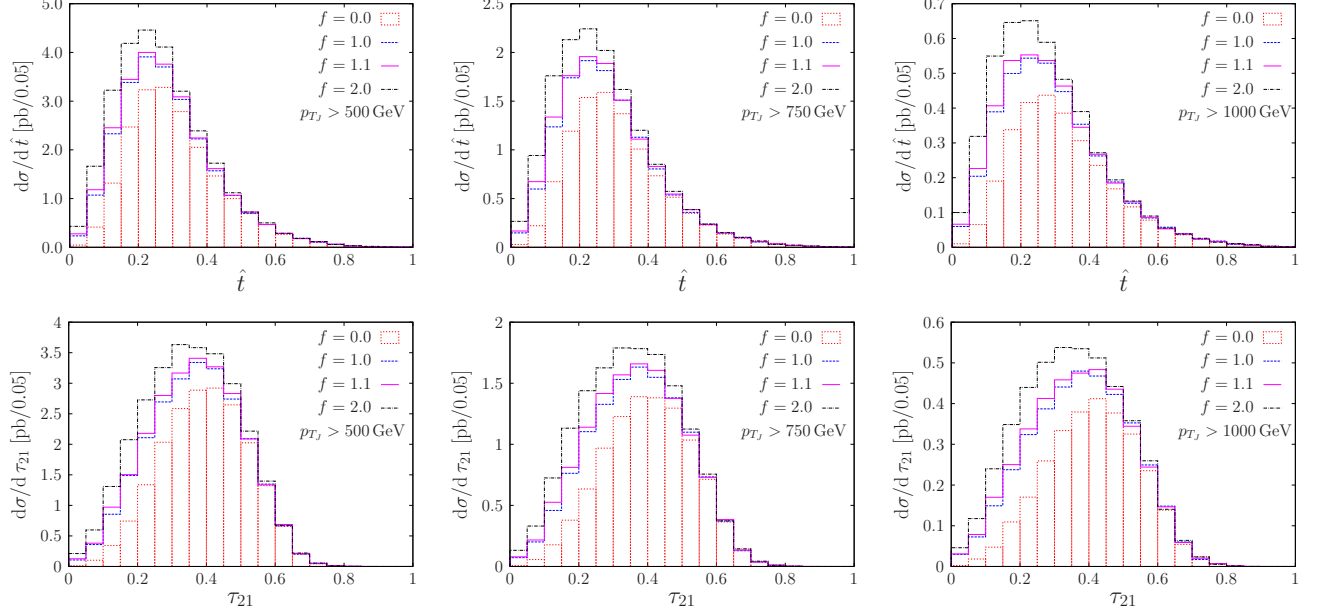 dσ/d t̂ [pb/0.05]
5.0
4.0
3.0
2.0
1.0
0.0
0
0.2
0.4
0.6
0.8
1
t̂
f = 0.0
f = 1.0
f = 1.1
f = 2.0
p_{T_J} > 500 GeV
dσ/d t̂ [pb/0.05]
2.5
2
1.5
1
0.5
0
0
0.2
0.4
0.6
0.8
1
t̂
f = 0.0
f = 1.0
f = 1.1
f = 2.0
p_{T_J} > 750 GeV
dσ/d t̂ [pb/0.05]
0.7
0.6
0.5
0.4
0.3
0.2
0.1
0
0
0.2
0.4
0.6
0.8
1
t̂
f = 0.0
f = 1.0
f = 1.1
f = 2.0
p_{T_J} > 1000 GeV
dσ/d τ₂₁ [pb/0.05]
4
3.5
3
2.5
2
1.5
1
0.5
0
0
0.2
0.4
0.6
0.8
1
τ₂₁
f = 0.0
f = 1.0
f = 1.1
f = 2.0
p_{T_J} > 500 GeV
dσ/d τ₂₁ [pb/0.05]
2
1.5
1
0.5
0
0
0.2
0.4
0.6
0.8
1
τ₂₁
f = 0.0
f = 1.0
f = 1.1
f = 2.0
p_{T_J} > 750 GeV
dσ/d τ₂₁ [pb/0.05]
0.6
0.5
0.4
0.3
0.2
0.1
0
0
0.2
0.4
0.6
0.8
1
τ₂₁
f = 0.0
f = 1.0
f = 1.1
f = 2.0
p_{T_J} > 1000 GeV